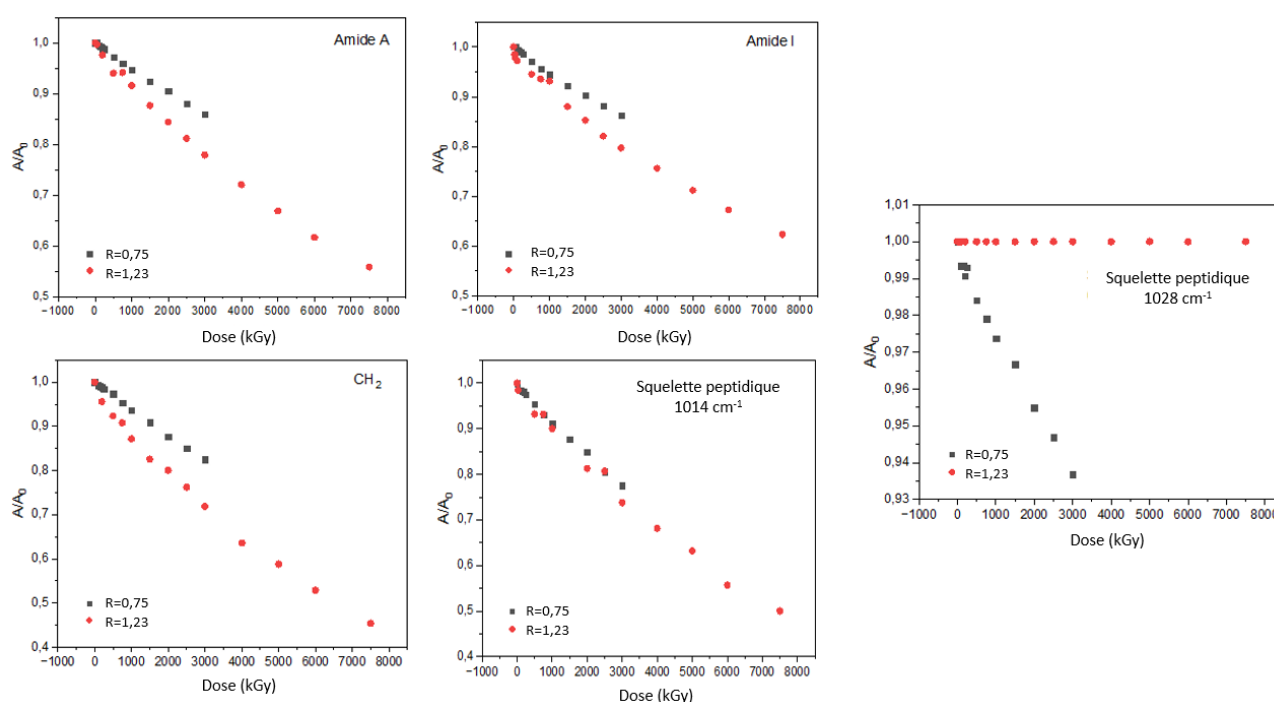 Amide A
A/A0
1,0
0,9
0,8
0,7
0,6
0,5
R=0,75
R=1,23
−1000 0 1000 2000 3000 4000 5000 6000 7000 8000
Dose (kGy)
Amide I
A/A0
1,0
0,9
0,8
0,7
0,6
0,5
R=0,75
R=1,23
−1000 0 1000 2000 3000 4000 5000 6000 7000 8000
Dose (kGy)
CH2
A/A0
1,0
0,9
0,8
0,7
0,6
0,5
0,4
R=0,75
R=1,23
−1000 0 1000 2000 3000 4000 5000 6000 7000 8000
Dose (kGy)
Squelette peptidique
1014 cm-1
A/A0
1,0
0,9
0,8
0,7
0,6
0,5
0,4
R=0,75
R=1,23
−1000 0 1000 2000 3000 4000 5000 6000 7000 8000
Dose (kGy)
1,01
1,00
0,99
0,98
0,97
0,96
0,95
0,94
0,93
A/A0
Squelette peptidique
1028 cm-1
R=0,75
R=1,23
−1000 0 1000 2000 3000 4000 5000 6000 7000 8000
Dose (kGy)